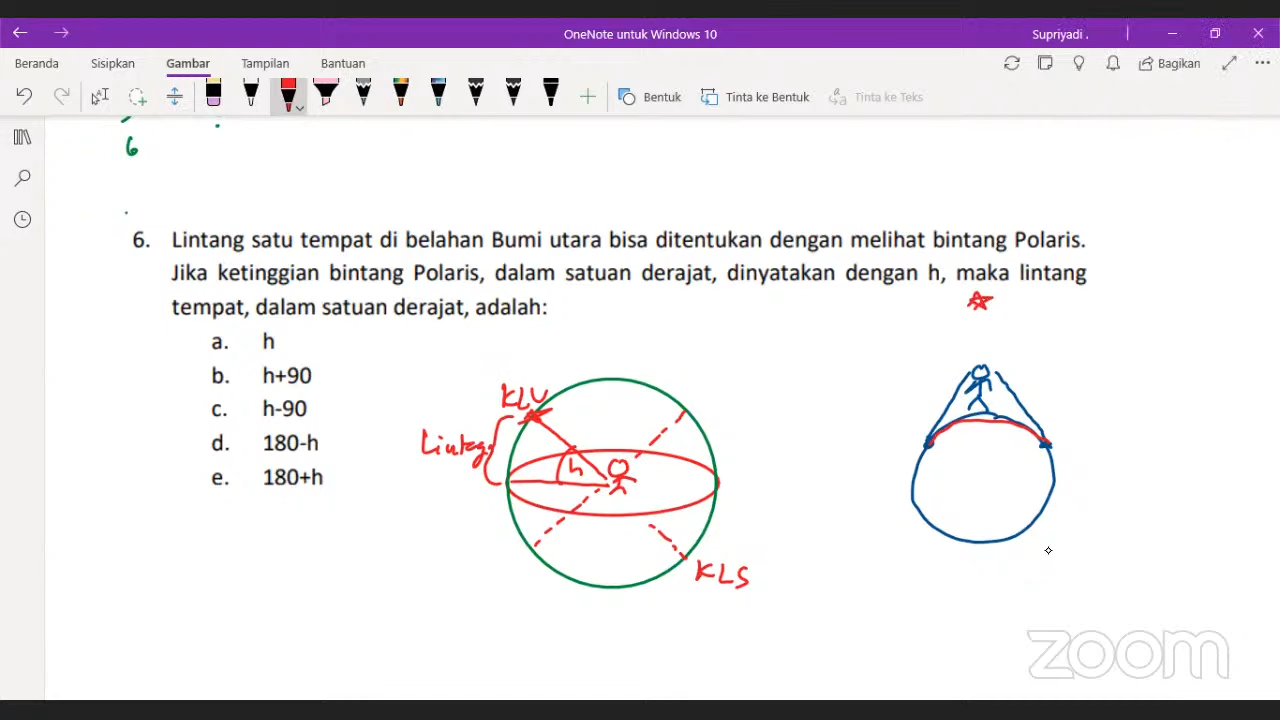 OneNote untuk Windows 10
Supriyadi .
Beranda Sisipkan Gambar Tampilan Bantuan
Bagikan
Bentuk Tinta ke Bentuk Tinta ke Teks
6
6. Lintang satu tempat di belahan Bumi utara bisa ditentukan dengan melihat bintang Polaris.
Jika ketinggian bintang Polaris, dalam satuan derajat, dinyatakan dengan h, maka lintang
tempat, dalam satuan derajat, adalah:
a. h
b. h+90
c. h-90
d. 180-h
e. 180+h
KLU
Lintang
h
KLS
zoom